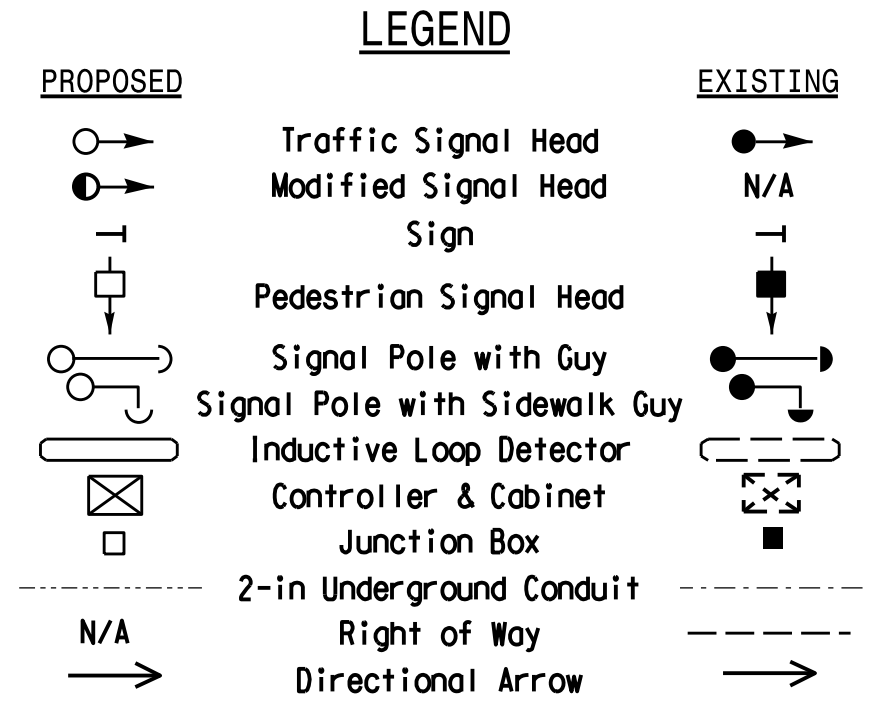 LEGEND
PROPOSED EXISTING
Traffic Signal Head
Modified Signal Head N/A
Sign
Pedestrian Signal Head
Signal Pole with Guy
Signal Pole with Sidewalk Guy
Inductive Loop Detector
Controller & Cabinet
Junction Box
2-in Underground Conduit
N/A Right of Way
Directional Arrow